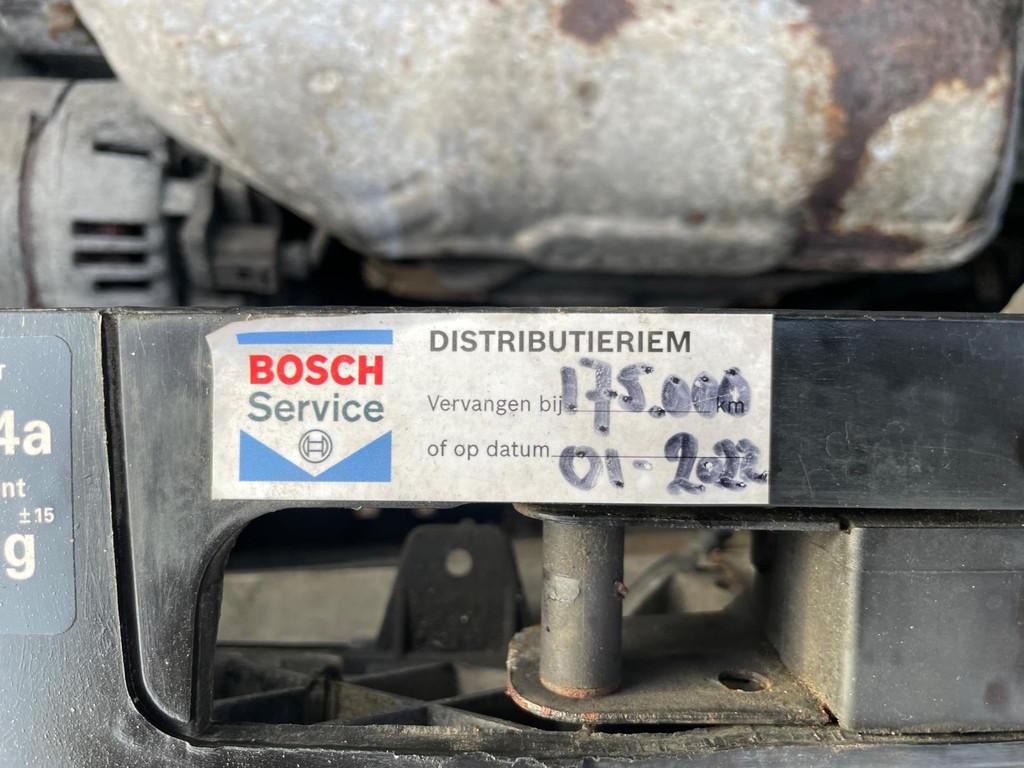 BOSCH
Service
DISTRIBUTIERIEM
Vervangen bij 175.000 km
of op datum 01 - 2022
4a
nt
± 15
g